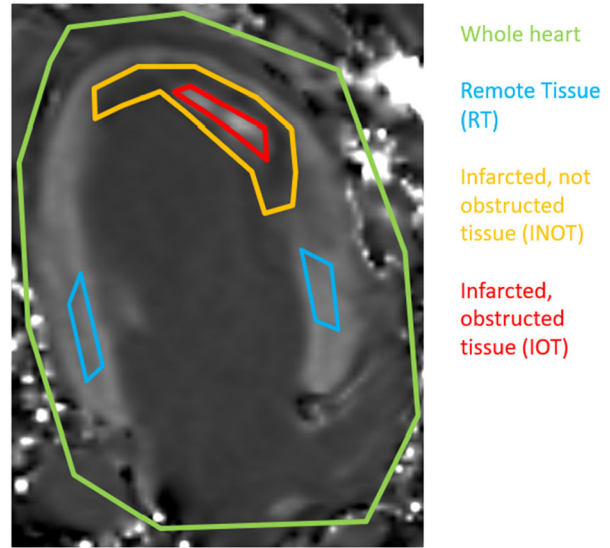 Whole heart
Remote Tissue
(RT)
Infarcted, not
obstructed
tissue (INOT)
Infarcted,
obstructed
tissue (IOT)